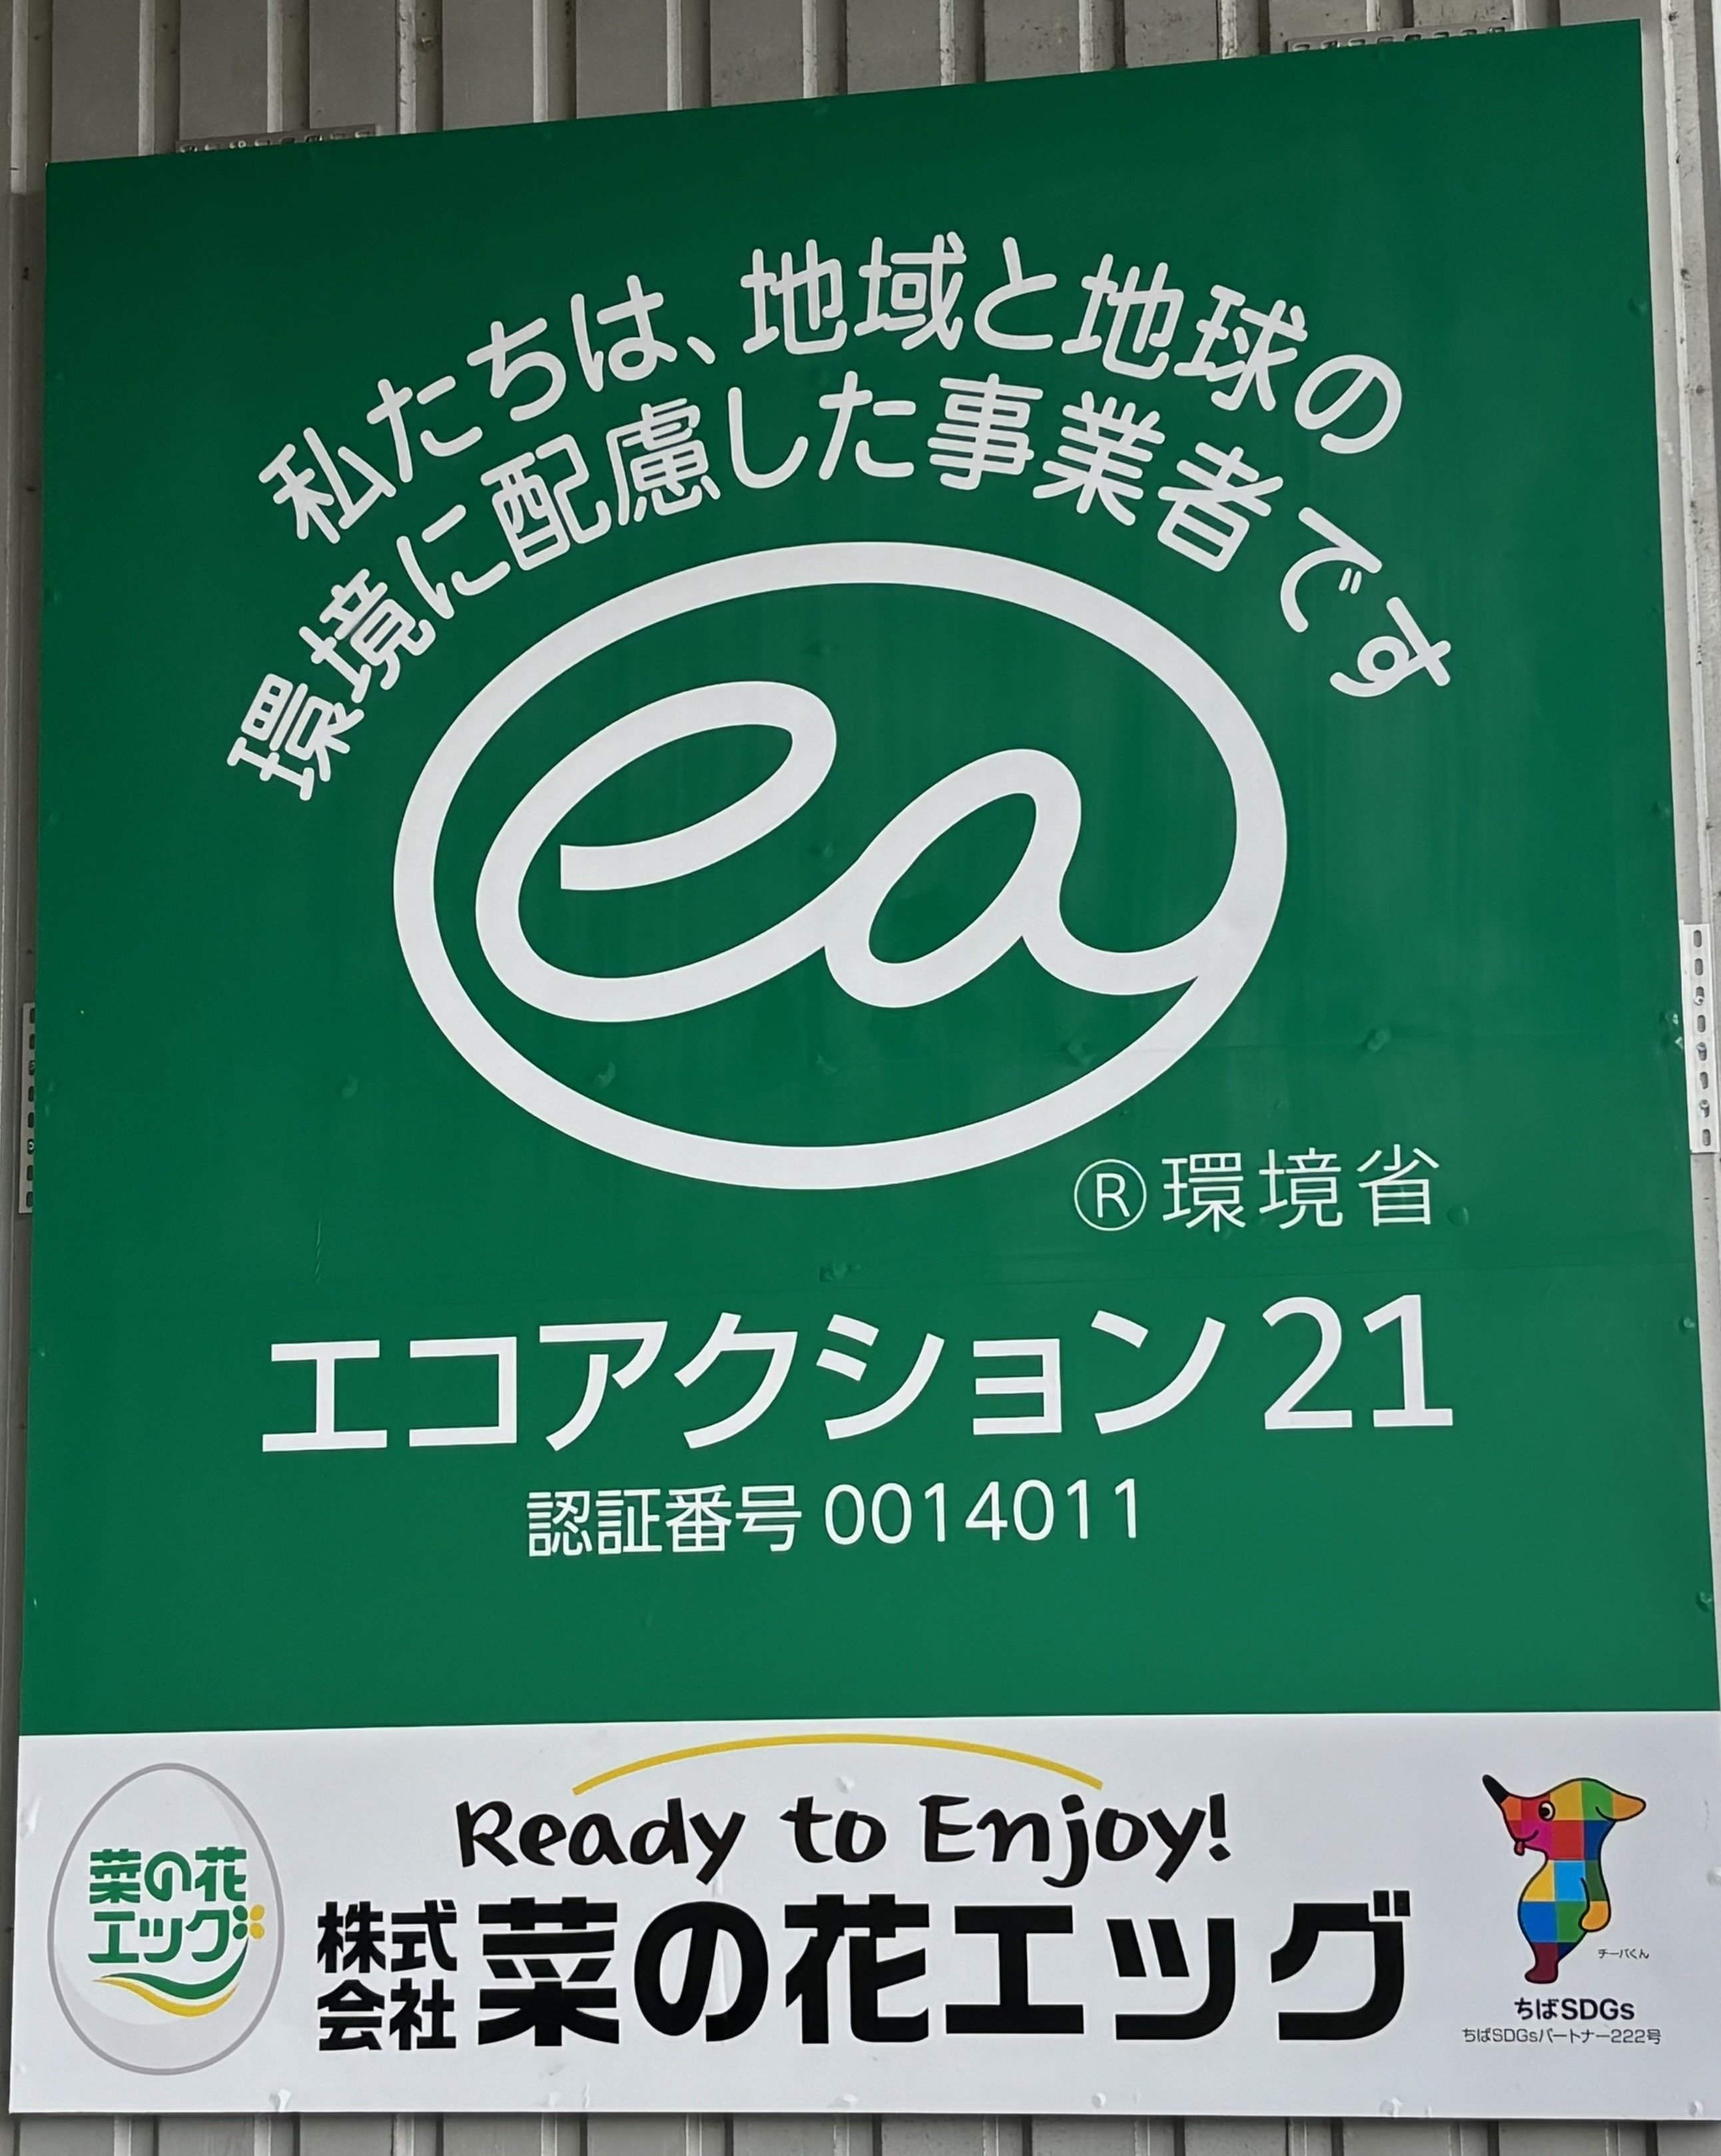 私たちは、地域と地球の
環境に配慮した事業者です
ea
®環境省
エコアクション21
認証番号 0014011
菜の花
エッグ
Ready to Enjoy!
株式会社 菜の花エッグ
チーバくん
ちばSDGs
ちばSDGsパートナー222号